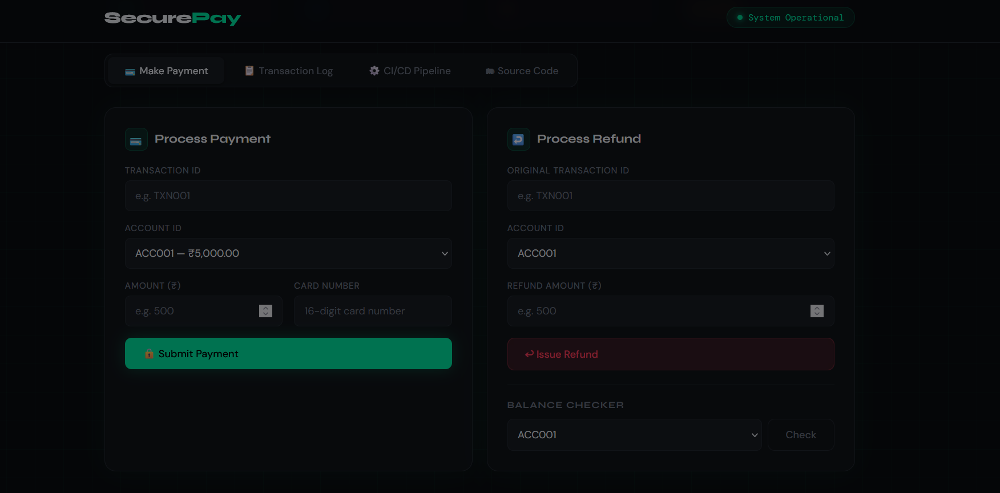 SecurePay
System Operational
Make Payment
Transaction Log
CI/CD Pipeline
Source Code
Process Payment
TRANSACTION ID
e.g. TXN001
ACCOUNT ID
ACC001 — ₹5,000.00
AMOUNT (₹)
CARD NUMBER
e.g. 500
16-digit card number
Submit Payment
Process Refund
ORIGINAL TRANSACTION ID
e.g. TXN001
ACCOUNT ID
ACC001
REFUND AMOUNT (₹)
e.g. 500
↩ Issue Refund
BALANCE CHECKER
ACC001
Check